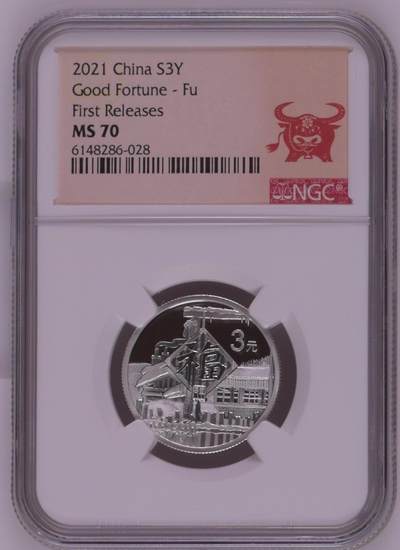 2021 China S3Y
Good Fortune - Fu
First Releases
MS 70
6148286-028
NGC®
3元
福